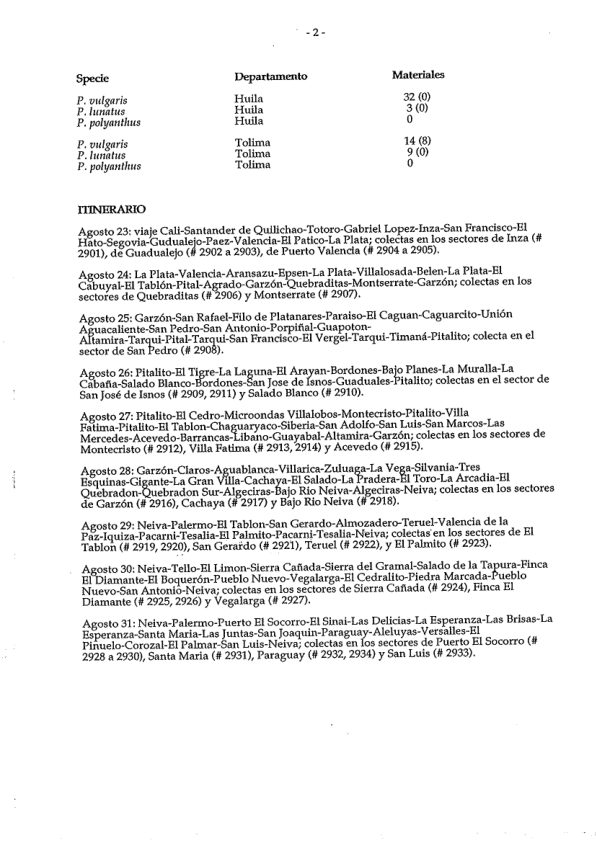 - 2 -
Specie Departamento Materiales
P. vulgaris Huila 32 (0)
P. lunatus Huila 3 (0)
P. polyanthus Huila 0
P. vulgaris Tolima 14 (8)
P. lunatus Tolima 9 (0)
P. polyanthus Tolima 0
ITINERARIO
Agosto 23: viaje Cali-Santander de Quilichao-Totoro-Gabriel Lopez-Inza-San Francisco-El
Hato-Segovia-Gudualejo-Paez-Valencia-El Patico-La Plata; colectas en los sectores de Inza (#
2901), de Guadualejo (# 2902 a 2903), de Puerto Valencia (# 2904 a 2905).
Agosto 24: La Plata-Valencia-Aransazu-Epsen-La Plata-Villalosada-Belen-La Plata-El
Cabuyal-El Tablón-Pital-Agrado-Garzón-Quebraditas-Montserrate-Garzón; colectas en los
sectores de Quebraditas (# 2906) y Montserrate (# 2907).
Agosto 25: Garzón-San Rafael-Filo de Platanares-Paraiso-El Caguan-Caguarcito-Unión
Aguacaliente-San Pedro-San Antonio-Porpiñal-Guapoton-
Altamira-Tarqui-Pital-Tarqui-San Francisco-El Vergel-Tarqui-Timaná-Pitalito; colecta en el
sector de San Pedro (# 2908).
Agosto 26: Pitalito-El Tigre-La Laguna-El Arayan-Bordones-Bajo Planes-La Muralla-La
Cabaña-Salado Blanco-Bordones-San Jose de Isnos-Guaduales-Pitalito; colectas en el sector de
San José de Isnos (# 2909, 2911) y Salado Blanco (# 2910).
Agosto 27: Pitalito-El Cedro-Microondas Villalobos-Montecristo-Pitalito-Villa
Fatima-Pitalito-El Tablon-Chaguaryaco-Siberia-San Adolfo-San Luis-San Marcos-Las
Mercedes-Acevedo-Barrancas-Libano-Guayabal-Altamira-Garzón; colectas en los sectores de
Montecristo (# 2912), Villa Fatima (# 2913, 2914) y Acevedo (# 2915).
Agosto 28: Garzón-Claros-Aguablanca-Villarica-Zuluaga-La Vega-Silvania-Tres
Esquinas-Gigante-La Gran Villa-Cachaya-El Salado-La Pradera-El Toro-La Arcadia-El
Quebradon-Quebradon Sur-Algeciras-Bajo Rio Neiva-Algeciras-Neiva; colectas en los sectores
de Garzón (# 2916), Cachaya (# 2917) y Bajo Rio Neiva (# 2918).
Agosto 29: Neiva-Palermo-El Tablon-San Gerardo-Almozadero-Teruel-Valencia de la
Paz-Iquiza-Pacarni-Tesalia-El Palmito-Pacarni-Tesalia-Neiva; colectas en los sectores de El
Tablon (# 2919, 2920), San Gerardo (# 2921), Teruel (# 2922), y El Palmito (# 2923).
Agosto 30: Neiva-Tello-El Limon-Sierra Cañada-Sierra del Gramal-Salado de la Tapura-Finca
El Diamante-El Boquerón-Pueblo Nuevo-Vegalarga-El Cedralito-Piedra Marcada-Pueblo
Nuevo-San Antonio-Neiva; colectas en los sectores de Sierra Cañada (# 2924), Finca El
Diamante (# 2925, 2926) y Vegalarga (# 2927).
Agosto 31: Neiva-Palermo-Puerto El Socorro-El Sinai-Las Delicias-La Esperanza-Las Brisas-La
Esperanza-Santa Maria-Las Juntas-San Joaquin-Paraguay-Aleluyas-Versalles-El
Piñuelo-Corozal-El Palmar-San Luis-Neiva; colectas en los sectores de Puerto El Socorro (#
2928 a 2930), Santa Maria (# 2931), Paraguay (# 2932, 2934) y San Luis (# 2933).